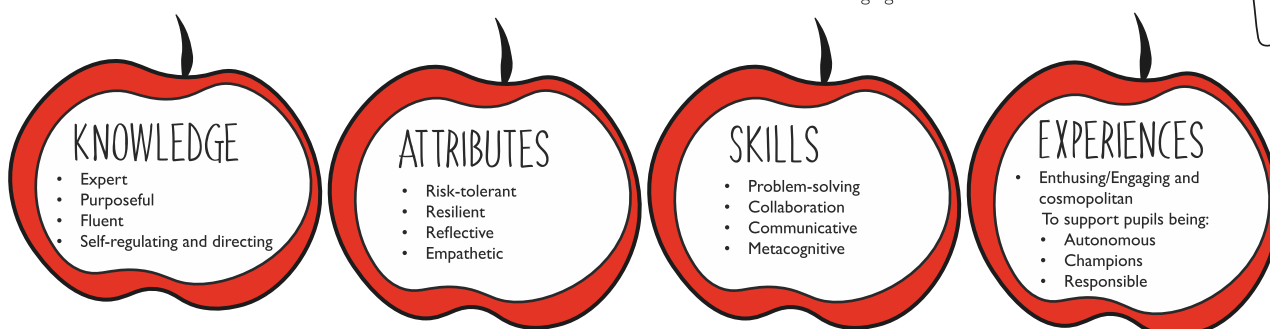 KNOWLEDGE
• Expert
• Purposeful
• Fluent
• Self-regulating and directing
ATTRIBUTES
• Risk-tolerant
• Resilient
• Reflective
• Empathetic
SKILLS
• Problem-solving
• Collaboration
• Communicative
• Metacognitive
EXPERIENCES
• Enthusing/Engaging and
cosmopolitan
To support pupils being:
• Autonomous
• Champions
• Responsible